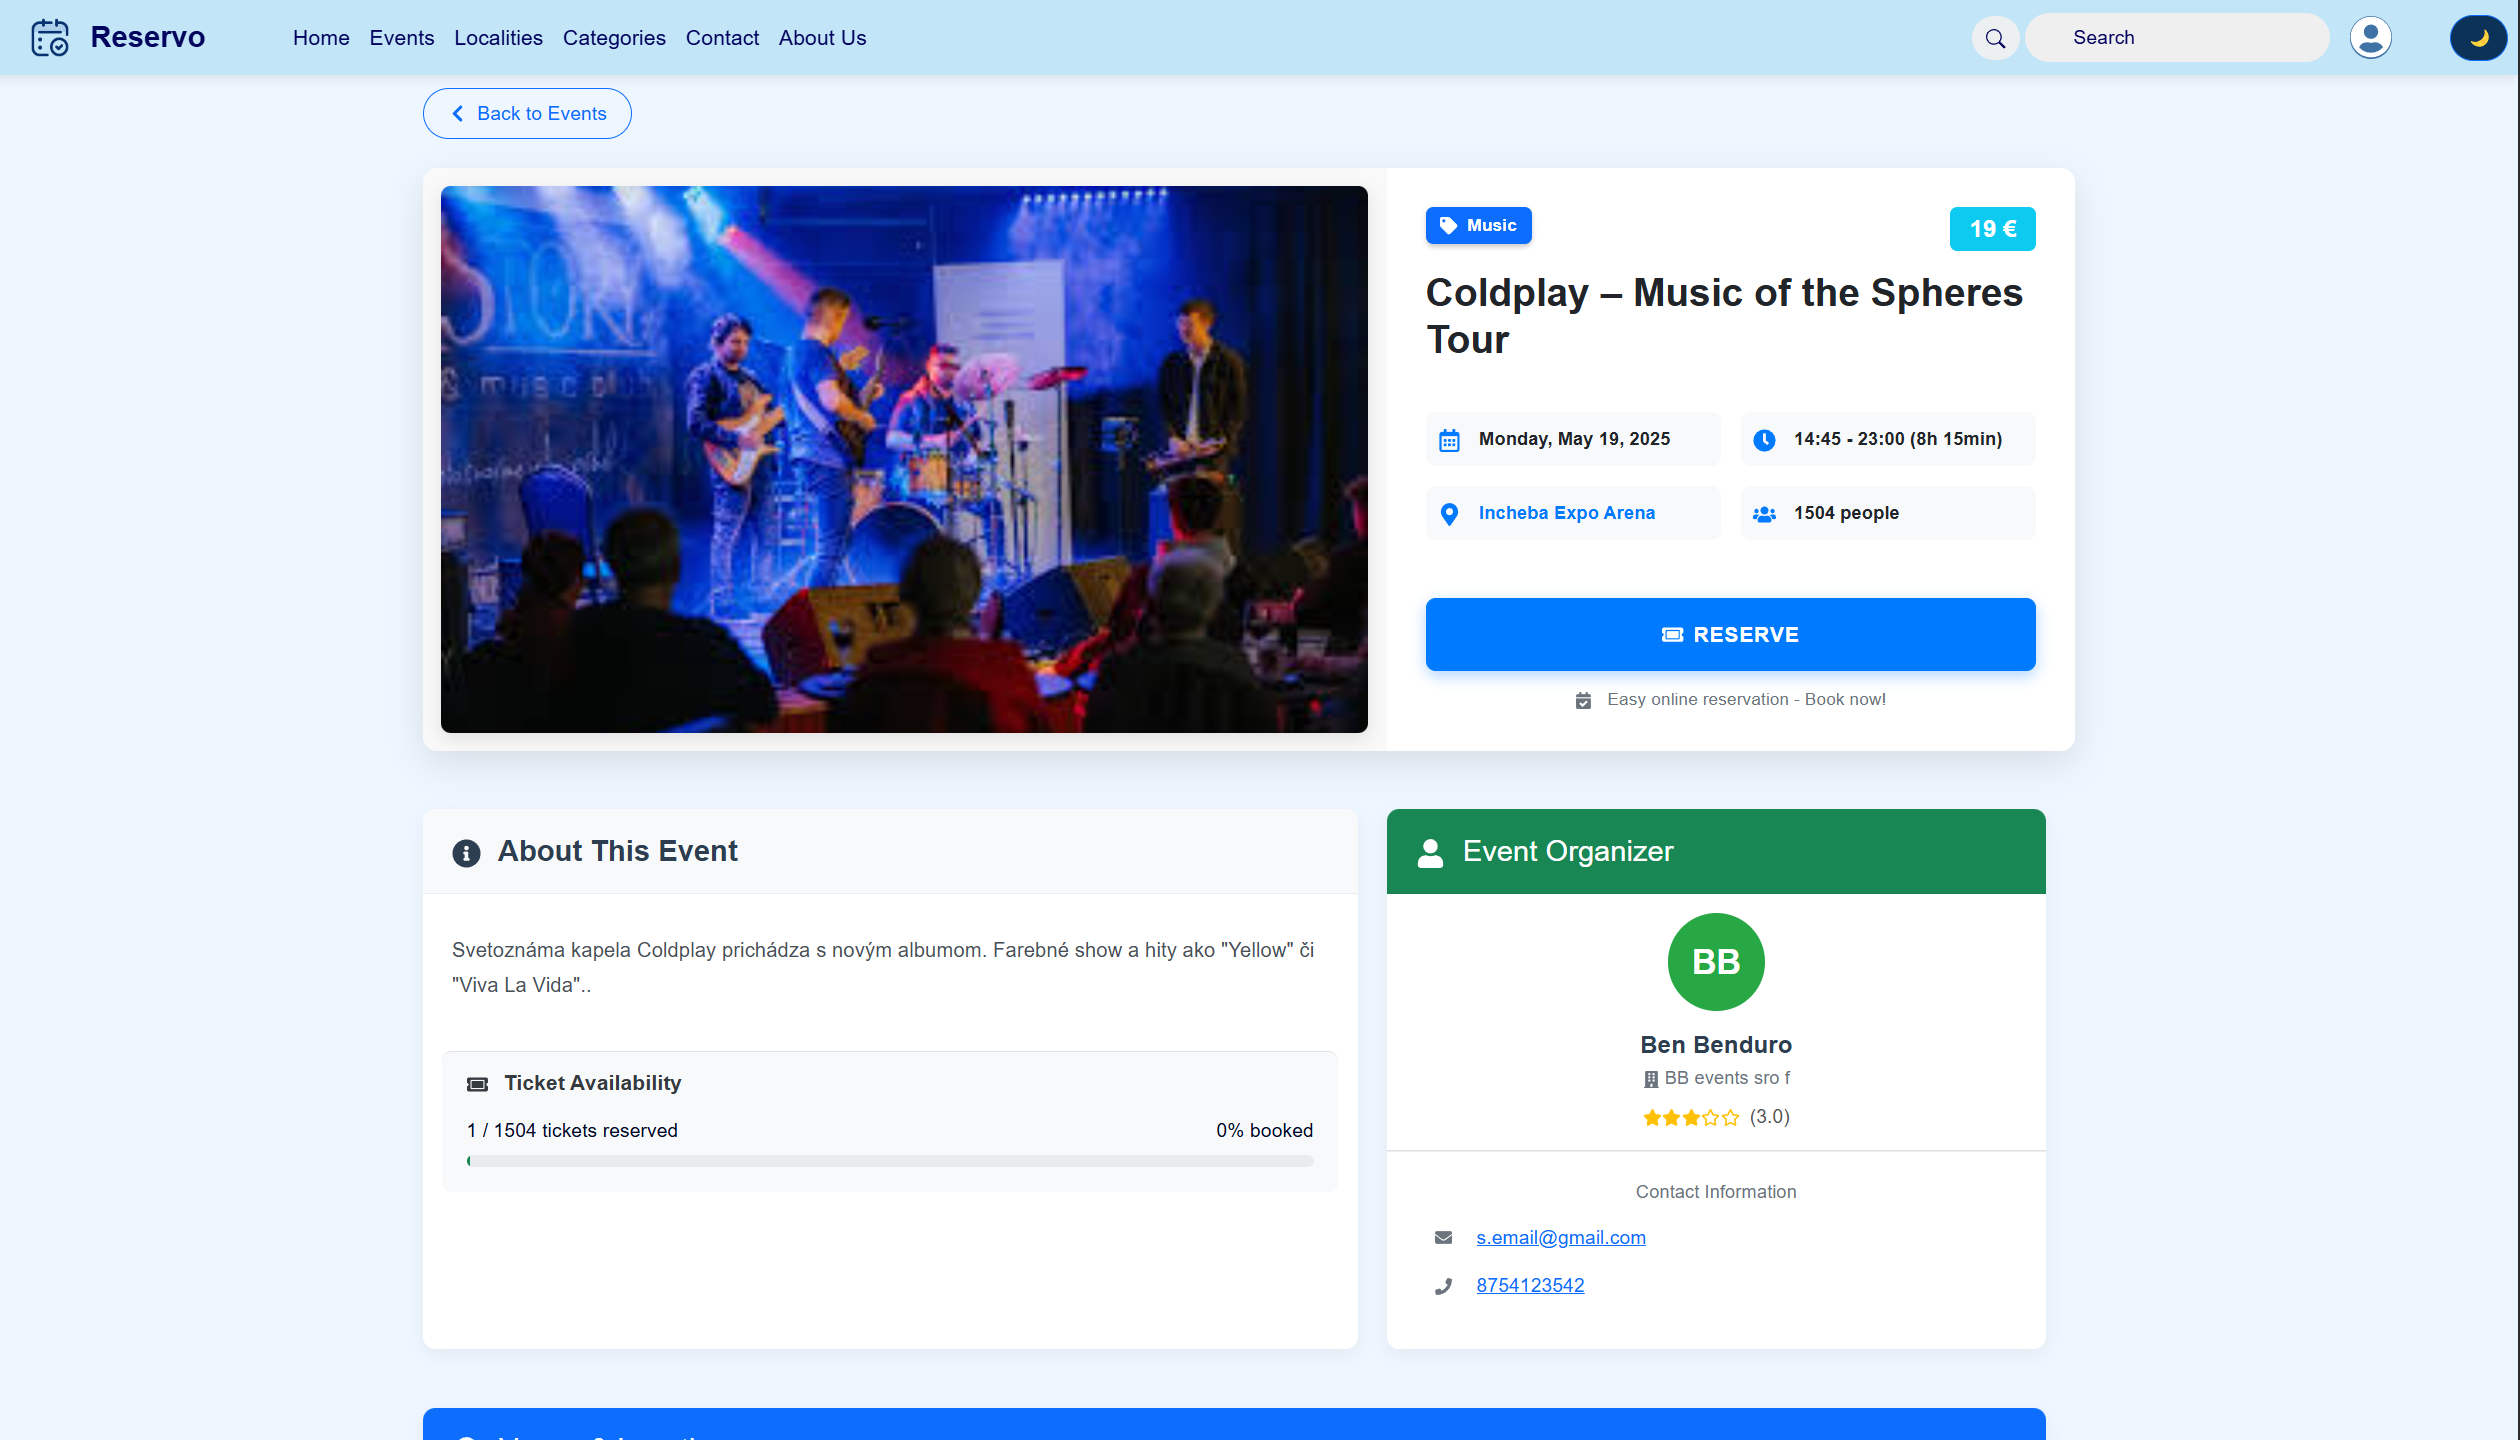 Reservo
Home Events Localities Categories Contact About Us
Search
Back to Events
STON
& music club
Music
19 €
Coldplay – Music of the Spheres
Tour
Monday, May 19, 2025
14:45 - 23:00 (8h 15min)
Incheba Expo Arena
1504 people
RESERVE
Easy online reservation - Book now!
About This Event
Svetoznáma kapela Coldplay prichádza s novým albumom. Farebné show a hity ako "Yellow" či
"Viva La Vida"..
Ticket Availability
1 / 1504 tickets reserved
0% booked
Event Organizer
BB
Ben Benduro
BB events sro f
(3.0)
Contact Information
s.email@gmail.com
8754123542